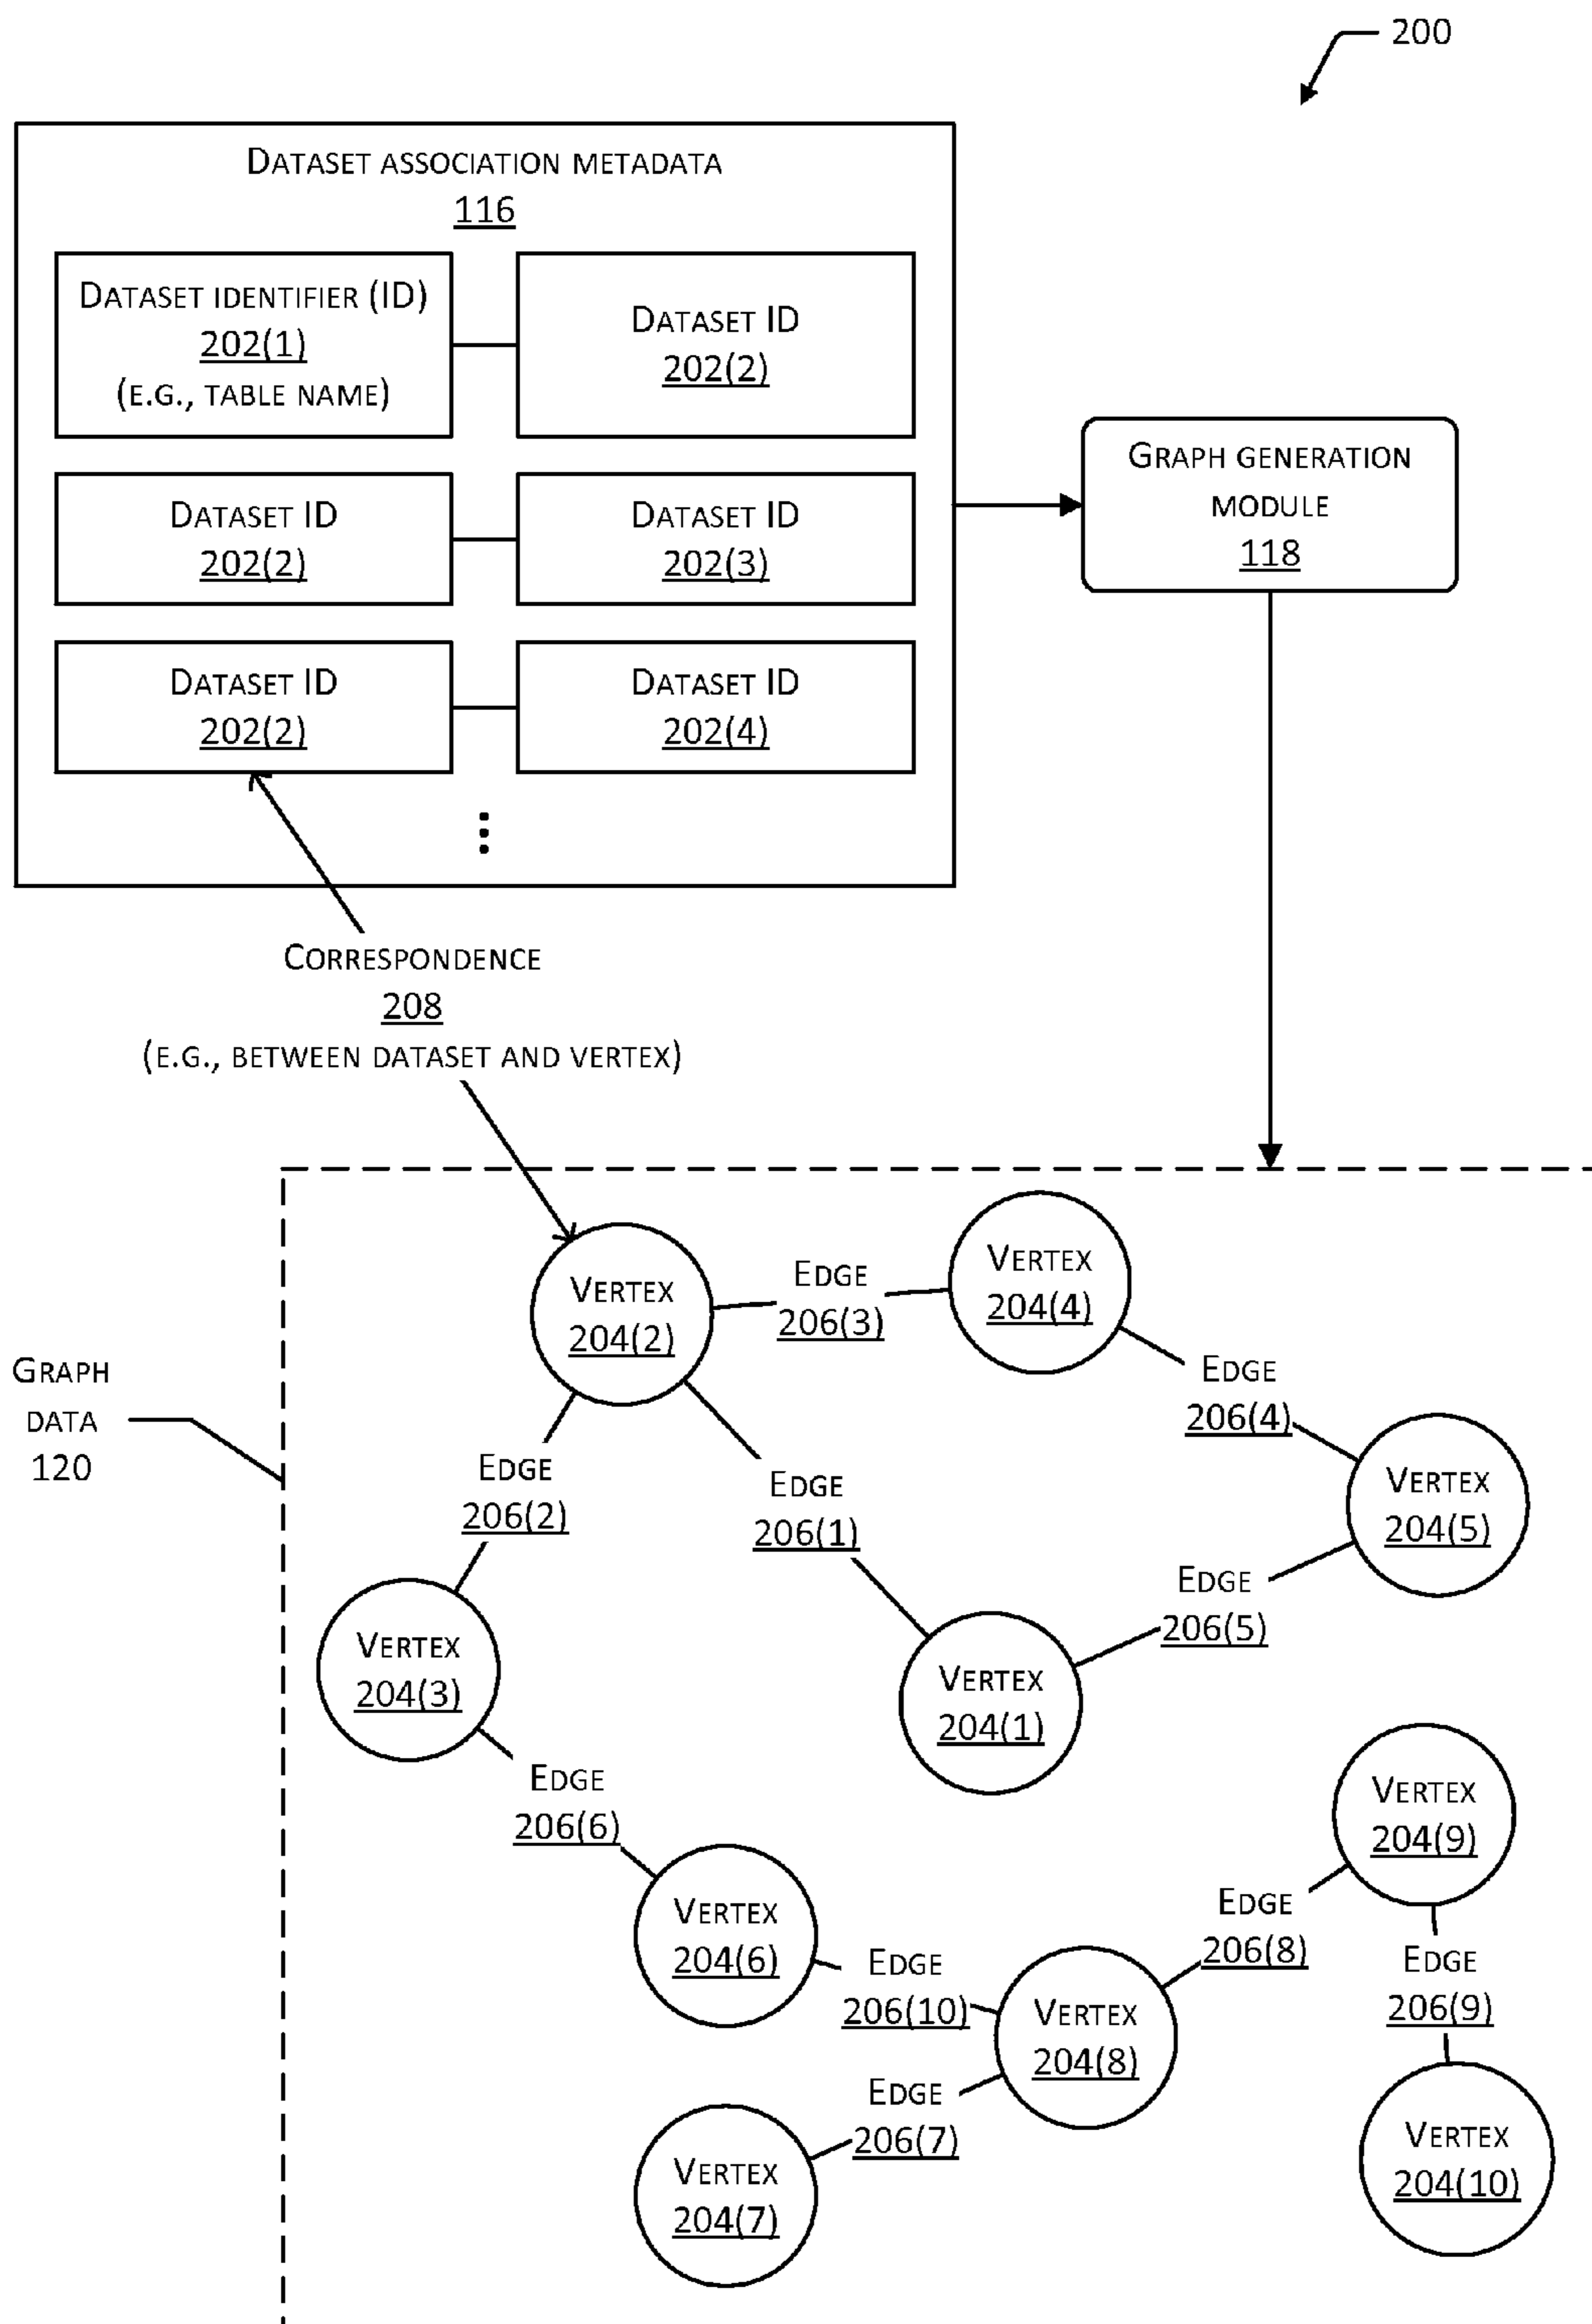 200
DATASET ASSOCIATION METADATA
116
DATASET IDENTIFIER (ID)
202(1)
(E.G., TABLE NAME)
DATASET ID
202(2)
DATASET ID
202(2)
DATASET ID
202(3)
DATASET ID
202(2)
DATASET ID
202(4)
GRAPH GENERATION
MODULE
118
CORRESPONDENCE
208
(E.G., BETWEEN DATASET AND VERTEX)
GRAPH
DATA
120
VERTEX
204(2)
EDGE
206(3)
VERTEX
204(4)
EDGE
206(4)
VERTEX
204(5)
EDGE
206(2)
EDGE
206(1)
EDGE
206(5)
VERTEX
204(3)
VERTEX
204(1)
EDGE
206(6)
VERTEX
204(9)
VERTEX
204(6)
EDGE
206(10)
VERTEX
204(8)
EDGE
206(8)
EDGE
206(9)
EDGE
206(7)
VERTEX
204(7)
VERTEX
204(10)